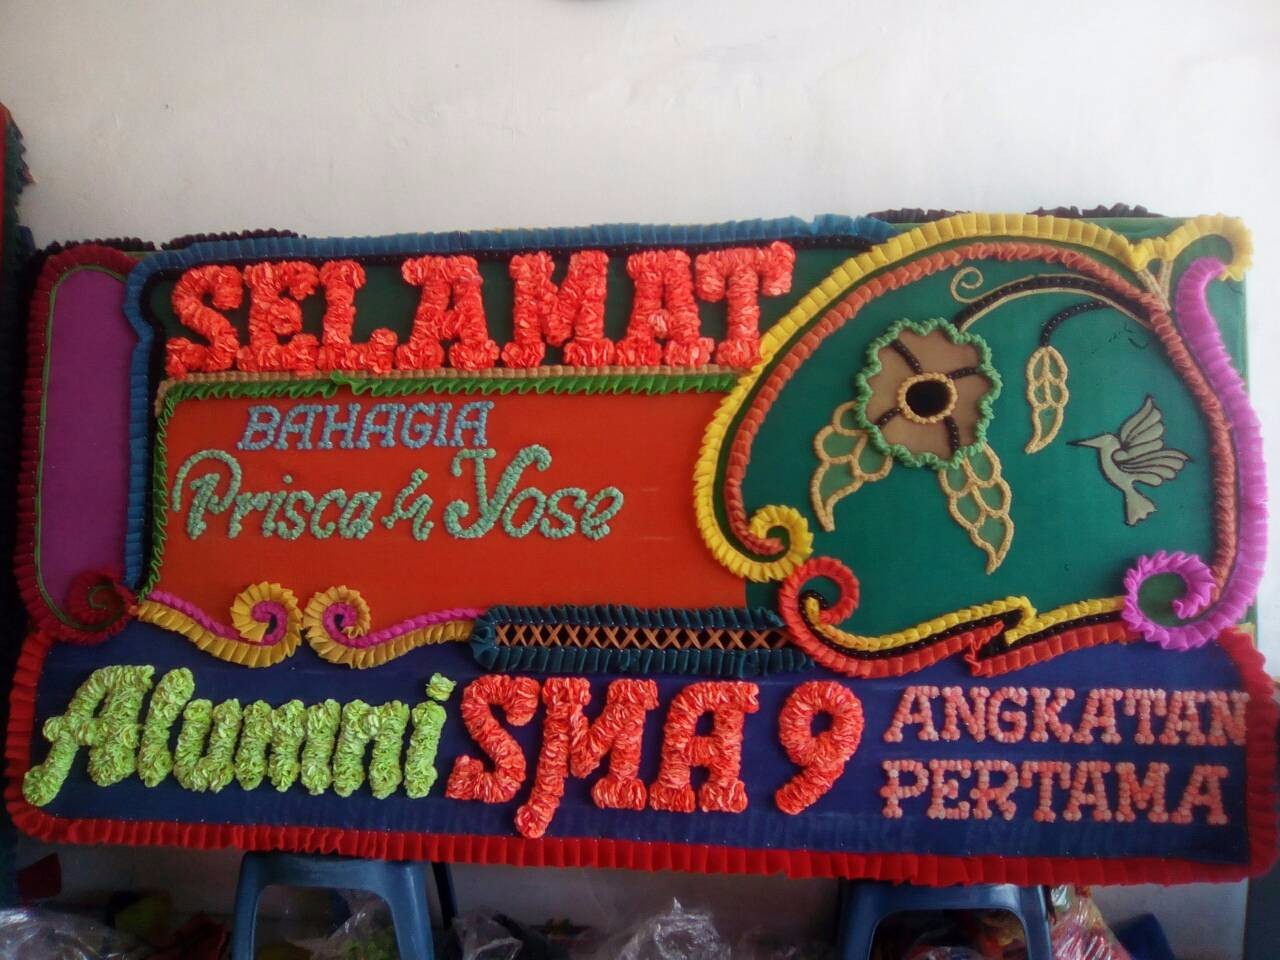 SELAMAT
BAHAGIA
Prisca & Yose
Alumni SMA 9 ANGKATAN
PERTAMA